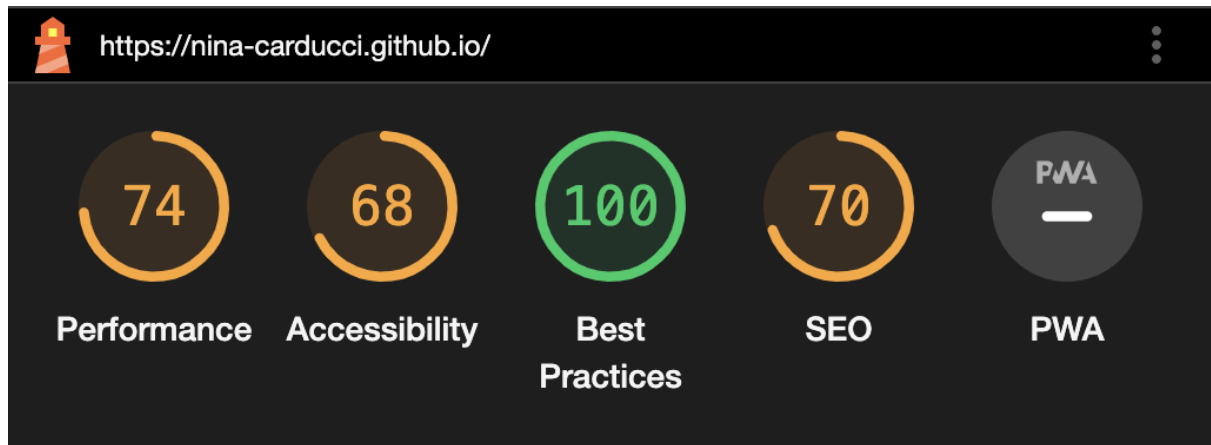 https://nina-carducci.github.io/
74
68
100
70
PWA
Performance
Accessibility
Best
Practices
SEO
PWA